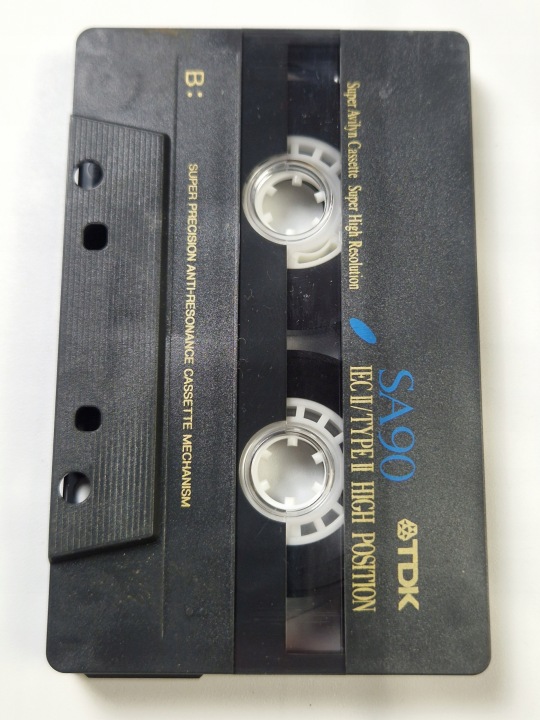 SA90
TDK
Super Avilyn Cassette Super High Resolution
IEC II/TYPE II HIGH POSITION
B:
SUPER PRECISION ANTI-RESONANCE CASSETTE MECHANISM